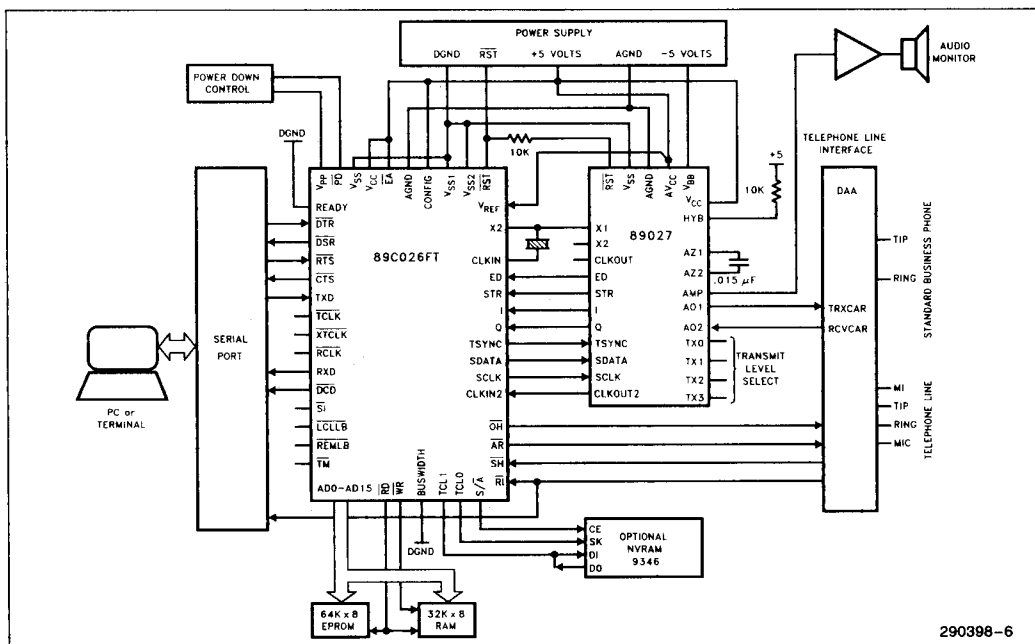 POWER SUPPLY
DGND RST +5 VOLTS AGND −5 VOLTS
AUDIO
MONITOR
POWER DOWN
CONTROL
DGND
10K
TELEPHONE LINE
INTERFACE
+5
10K
VPP PD VSS VCC EA AGND CONFIG VSS1 VSS2 RST
VREF
READY
DTR
DSR
RTS
CTS
TXD
TCLK
XTCLK
RCLK
RXD
DCD
SI
LCLLB
REMLB
TM
AD0-AD15 RD WR BUSWIDTH TCL1 TCL0 S/A
89C026FT
X2
CLKIN
ED
STR
I
Q
TSYNC
SDATA
SCLK
CLKIN2
OH
AR
SH
RI
RST VSS AGND AVCC VBB
VCC
HYB
89027
X1
X2
CLKOUT
ED
STR
I
Q
TSYNC
SDATA
SCLK
CLKOUT2
AZ1
AZ2
.015 μF
AMP
AO1
AO2
TX0
TX1
TX2
TX3
TRANSMIT
LEVEL
SELECT
DAA
TRXCAR
RCVCAR
TIP
RING
STANDARD BUSINESS PHONE
MI
TIP
RING
MIC
TELEPHONE LINE
SERIAL
PORT
PC or
TERMINAL
DGND
CE
SK
DI
DO
OPTIONAL
NVRAM
9346
64K x 8
EPROM
32K x 8
RAM
290398-6